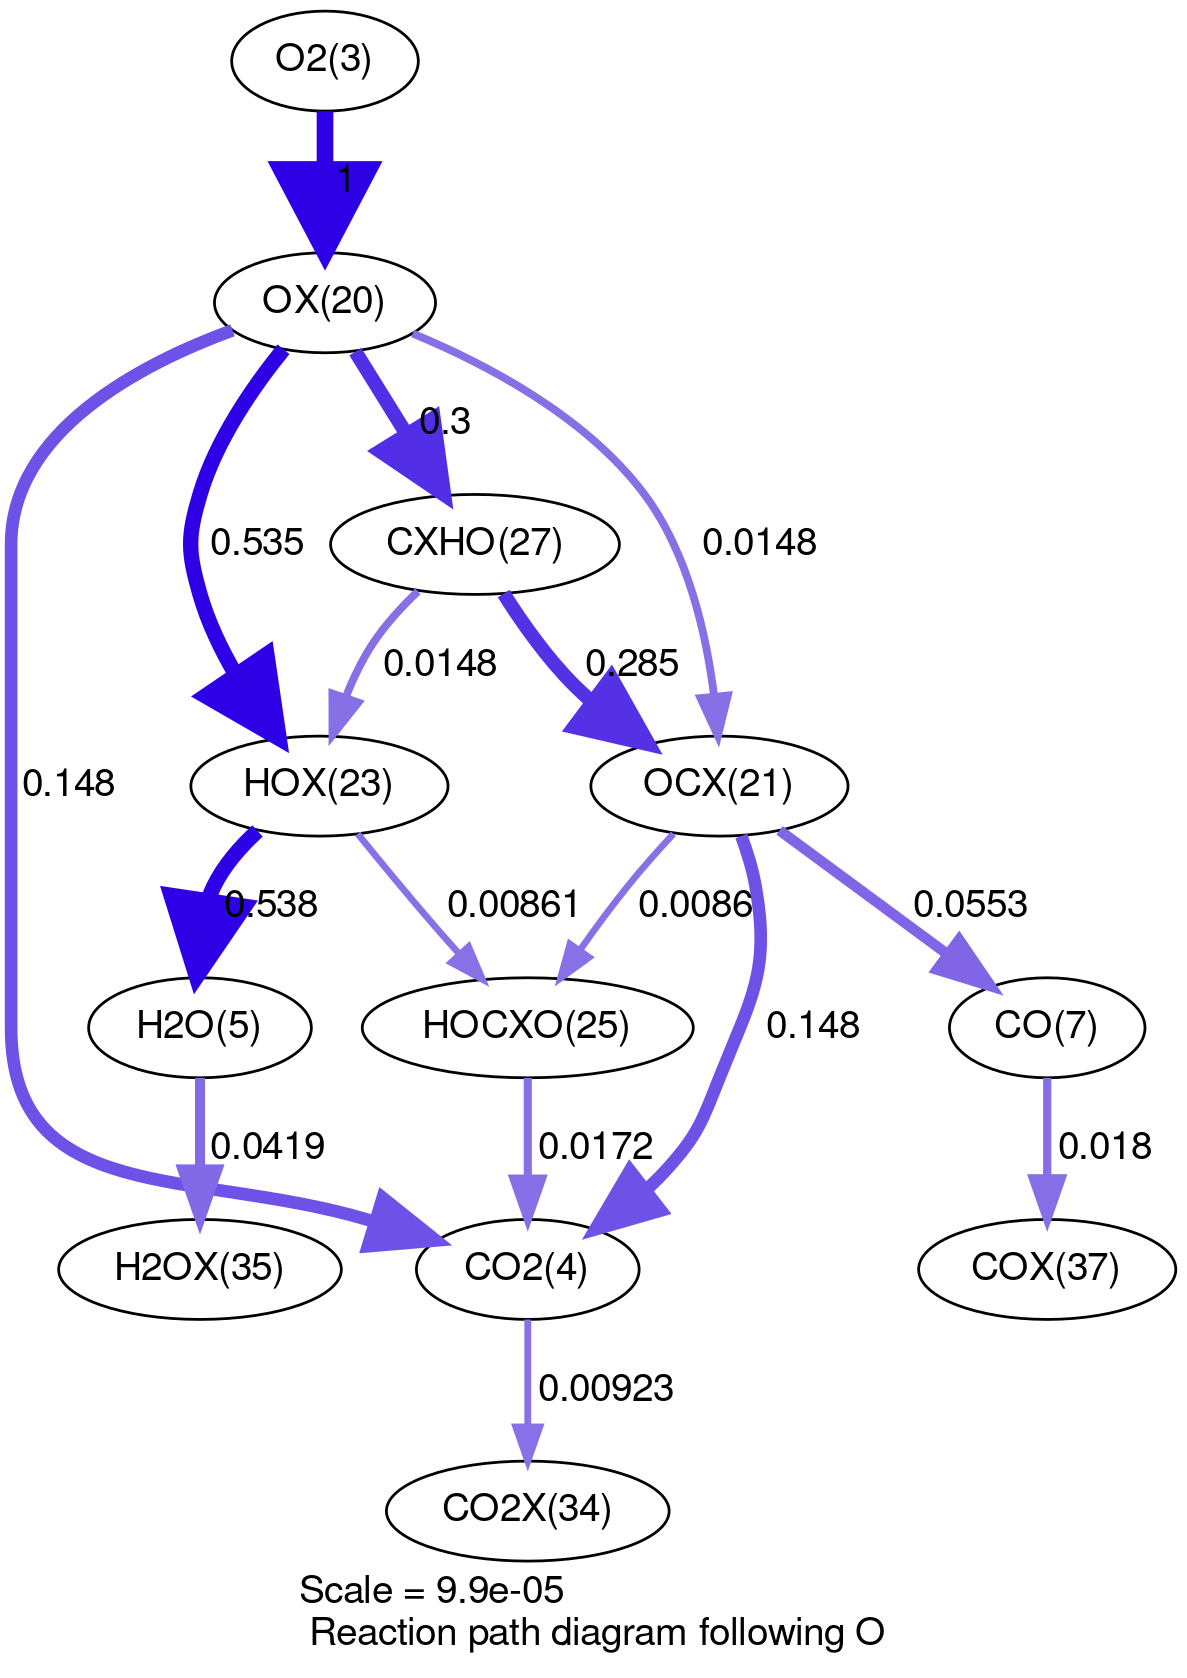 O2(3)
1
OX(20)
0.3
0.535
CXHO(27)
0.0148
0.0148
0.285
0.148
HOX(23)
OCX(21)
0.538
0.00861
0.0086
0.0553
H2O(5)
HOCXO(25)
0.148
CO(7)
0.0419
0.0172
0.018
H2OX(35)
CO2(4)
COX(37)
0.00923
CO2X(34)
Scale = 9.9e-05
Reaction path diagram following O